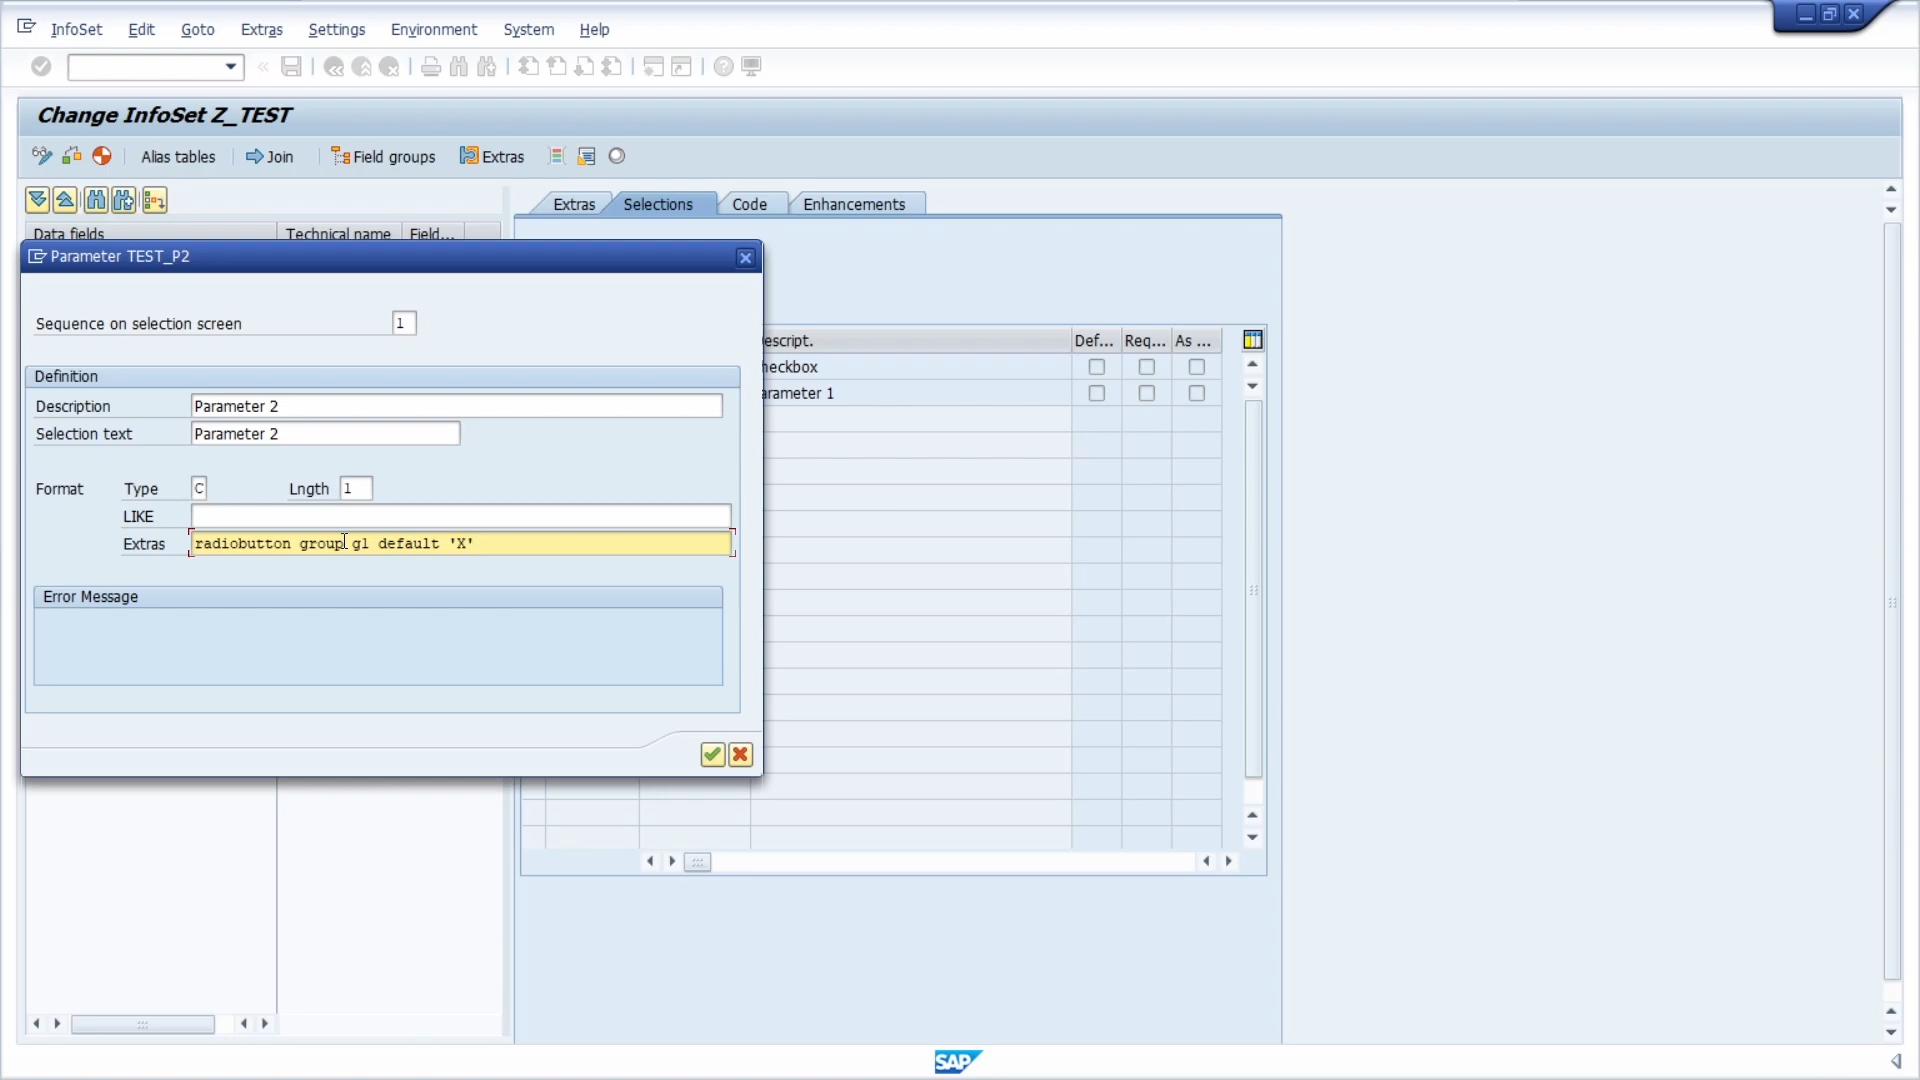 InfoSet Edit Goto Extras Settings Environment System Help
Change InfoSet Z_TEST
Alias tables Join Field groups Extras
Extras Selections Code Enhancements
Data fields Technical name Field...
Parameter TEST_P2
Sequence on selection screen 1
Definition
Description Parameter 2
Selection text Parameter 2
Format Type C Lngth 1
LIKE
Extras radiobutton group g1 default 'X'
Error Message
escript. Def... Req... As ...
heckbox
arameter 1
SAP